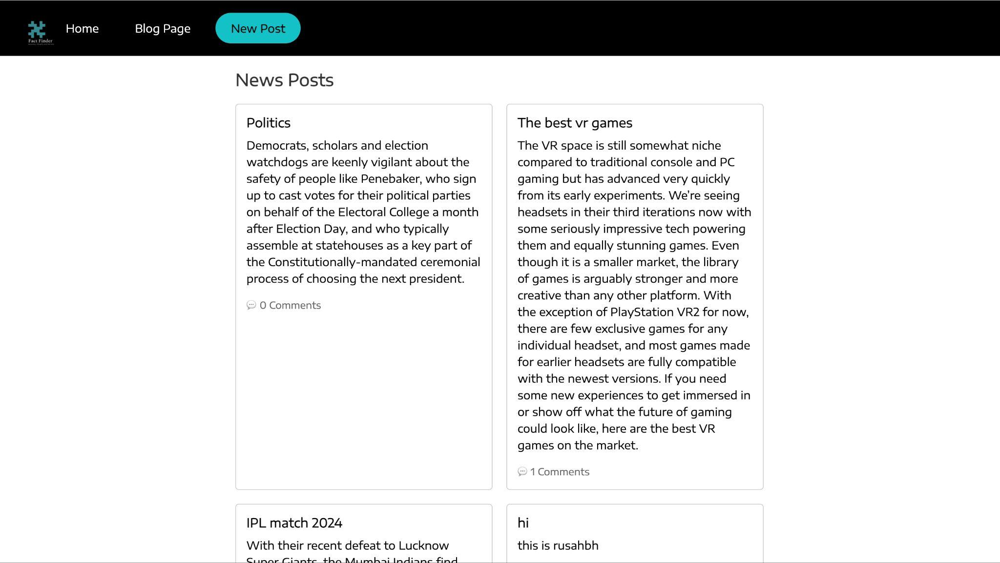 Fact Finder
Home
Blog Page
New Post
News Posts
Politics
Democrats, scholars and election
watchdogs are keenly vigilant about the
safety of people like Penebaker, who sign
up to cast votes for their political parties
on behalf of the Electoral College a month
after Election Day, and who typically
assemble at statehouses as a key part of
the Constitutionally-mandated ceremonial
process of choosing the next president.
0 Comments
The best vr games
The VR space is still somewhat niche
compared to traditional console and PC
gaming but has advanced very quickly
from its early experiments. We’re seeing
headsets in their third iterations now with
some seriously impressive tech powering
them and equally stunning games. Even
though it is a smaller market, the library
of games is arguably stronger and more
creative than any other platform. With
the exception of PlayStation VR2 for now,
there are few exclusive games for any
individual headset, and most games made
for earlier headsets are fully compatible
with the newest versions. If you need
some new experiences to get immersed in
or show off what the future of gaming
could look like, here are the best VR
games on the market.
1 Comments
IPL match 2024
With their recent defeat to Lucknow
Super Giants, the Mumbai Indians find
hi
this is rusahbh